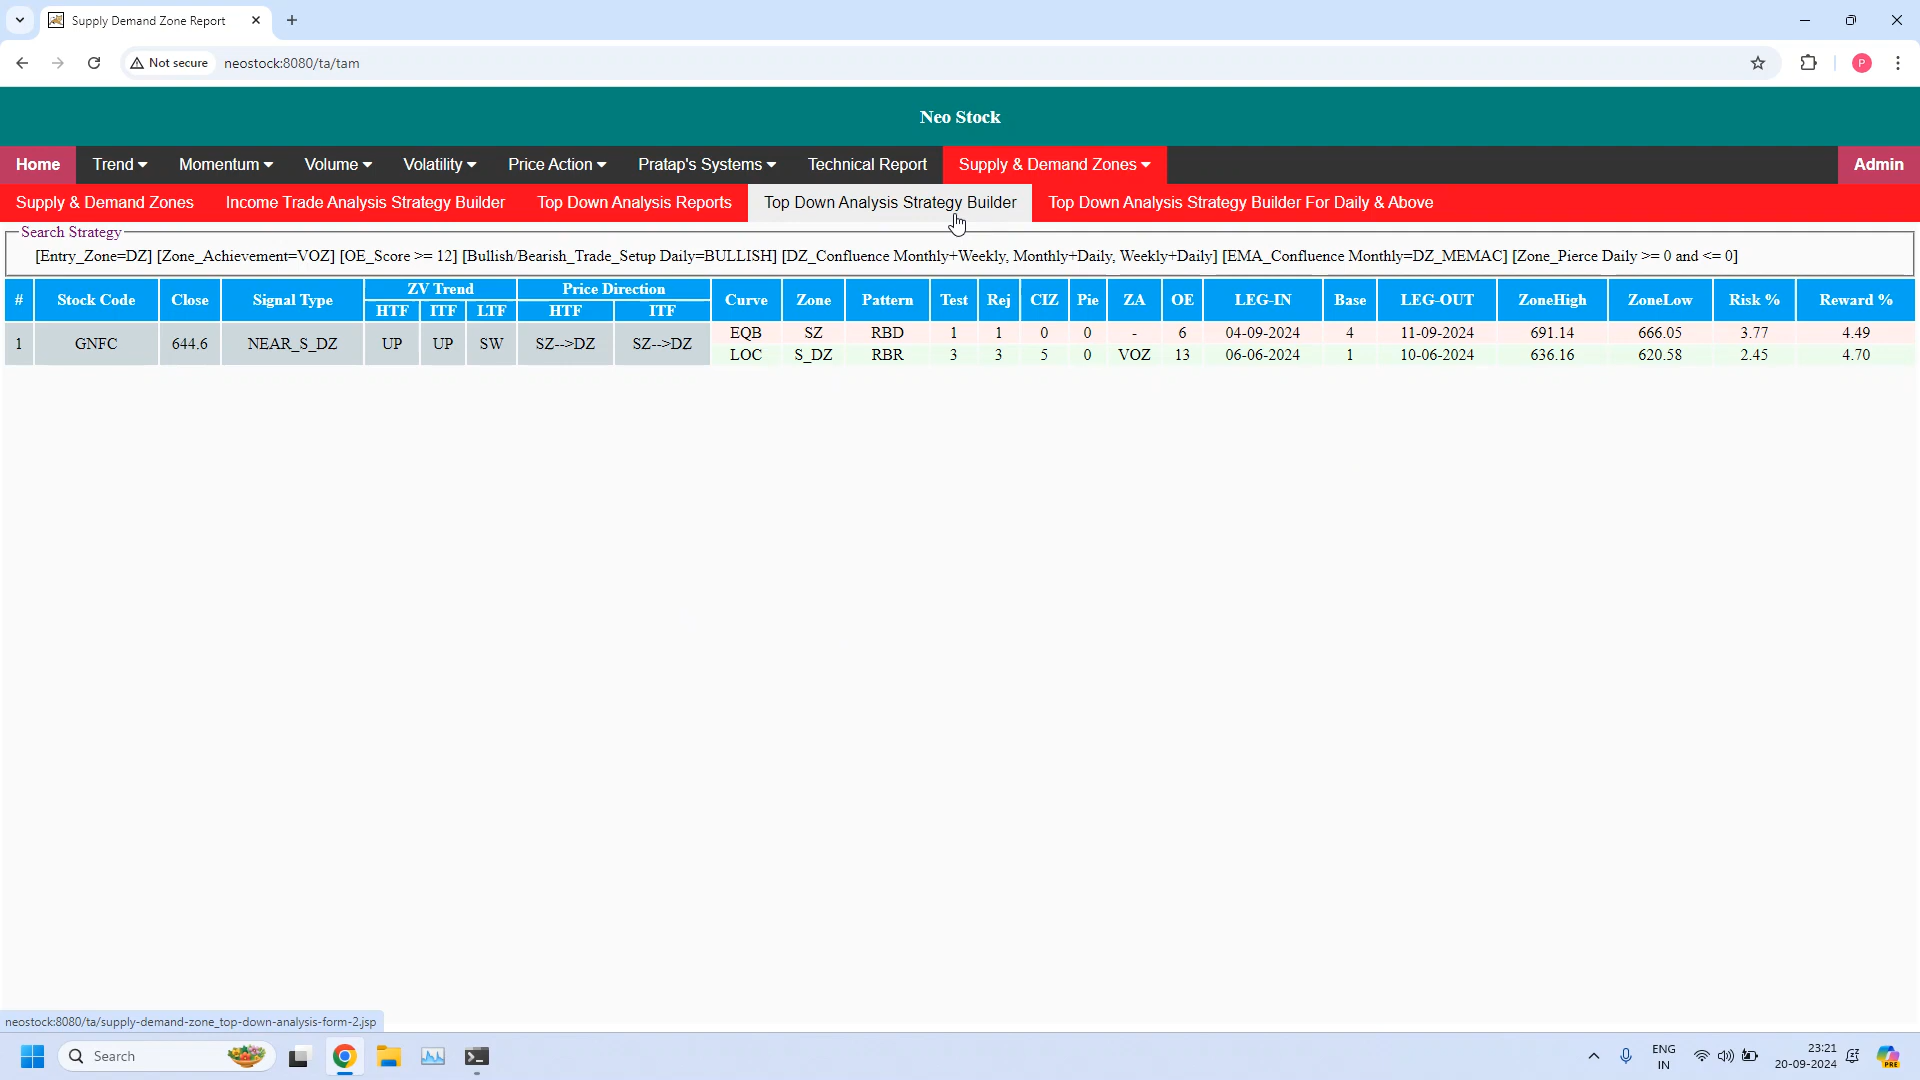 Supply Demand Zone Report
Not secure neostock:8080/ta/tam P
Neo Stock
Home Trend Momentum Volume Volatility Price Action Pratap's Systems Technical Report Supply & Demand Zones Admin
Supply & Demand Zones Income Trade Analysis Strategy Builder Top Down Analysis Reports Top Down Analysis Strategy Builder Top Down Analysis Strategy Builder For Daily & Above
Search Strategy
[Entry_Zone=DZ] [Zone_Achievement=VOZ] [OE_Score >= 12] [Bullish/Bearish_Trade_Setup Daily=BULLISH] [DZ_Confluence Monthly+Weekly, Monthly+Daily, Weekly+Daily] [EMA_Confluence Monthly=DZ_MEMAC] [Zone_Pierce Daily >= 0 and <= 0]
# Stock Code Close Signal Type ZV Trend Price Direction Curve Zone Pattern Test Rej CIZ Pie ZA OE LEG-IN Base LEG-OUT ZoneHigh ZoneLow Risk % Reward %
HTF ITF LTF HTF ITF
1 GNFC 644.6 NEAR_S_DZ UP UP SW SZ-->DZ SZ-->DZ EQB SZ RBD 1 1 0 0 - 6 04-09-2024 4 11-09-2024 691.14 666.05 3.77 4.49
LOC S_DZ RBR 3 3 5 0 VOZ 13 06-06-2024 1 10-06-2024 636.16 620.58 2.45 4.70
neostock:8080/ta/supply-demand-zone_top-down-analysis-form-2.jsp
Search ENG 23:21
IN 20-09-2024 PRE